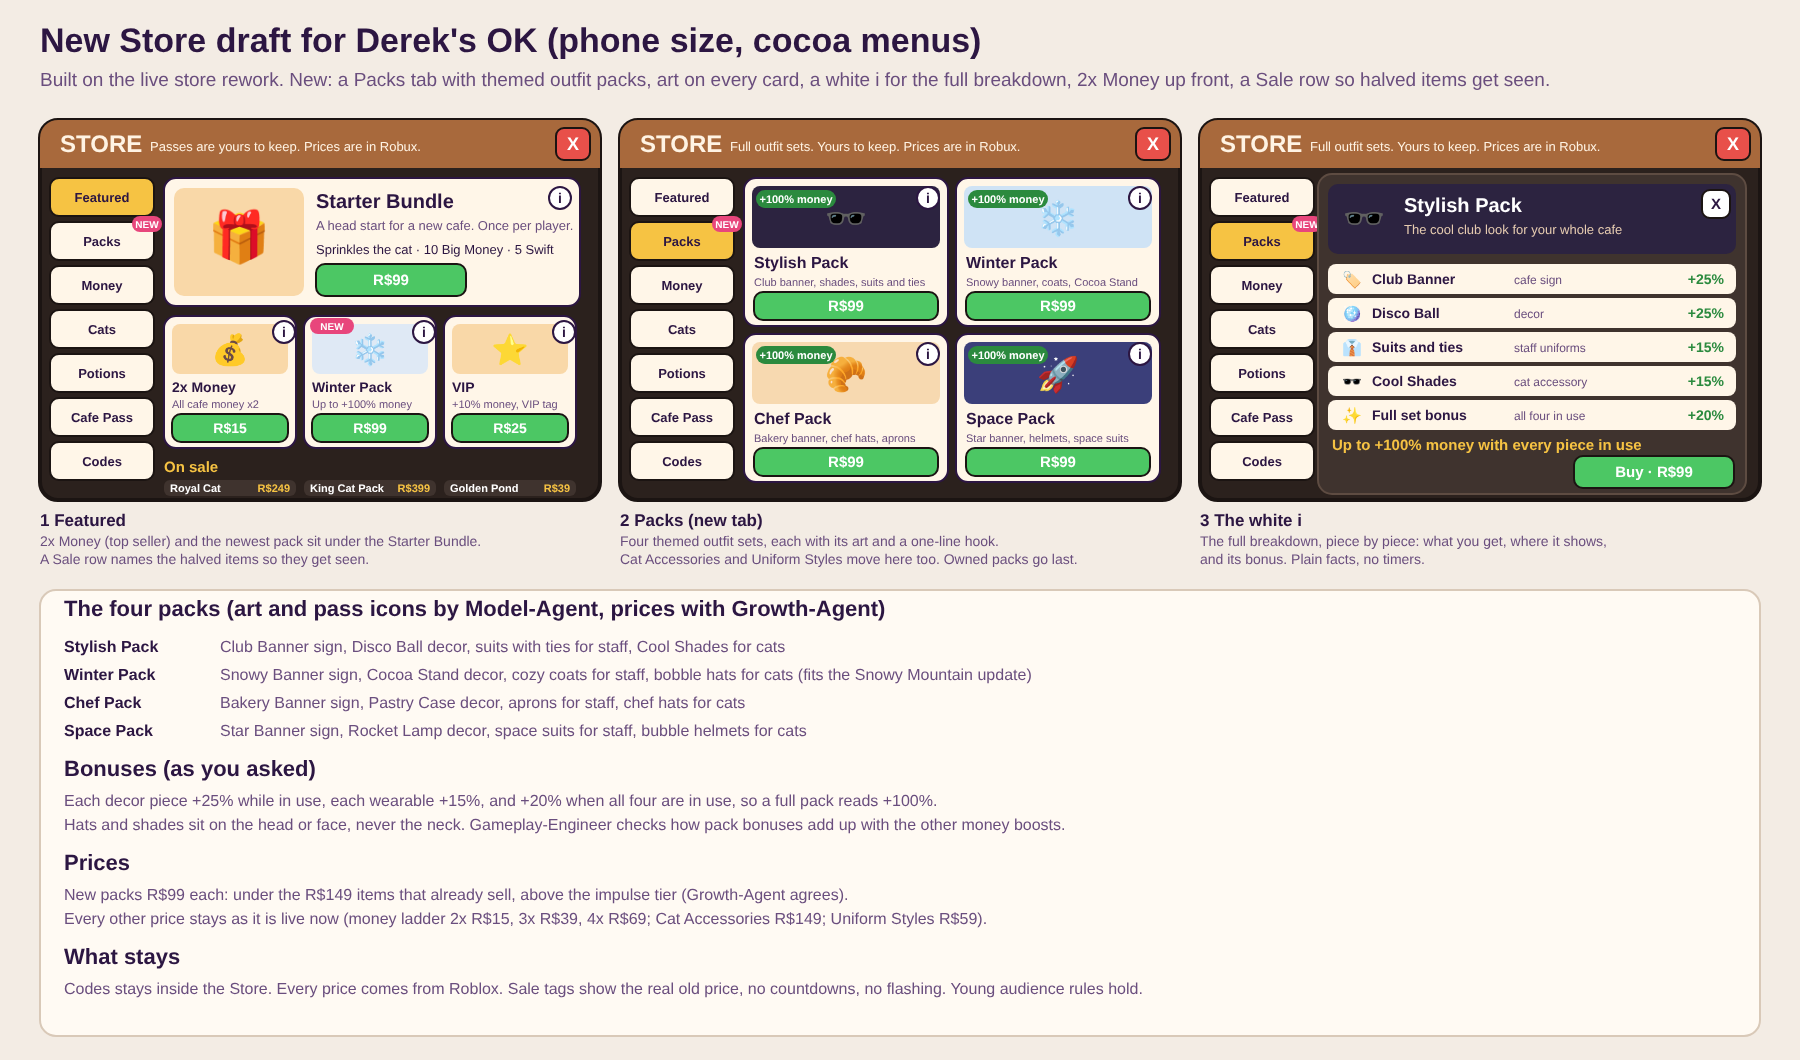 New Store draft for Derek's OK (phone size, cocoa menus)
Built on the live store rework. New: a Packs tab with themed outfit packs, art on every card, a white i for the full breakdown, 2x Money up front, a Sale row so halved items get seen.
STORE Passes are yours to keep. Prices are in Robux. X
Featured
NEW
Packs
Money
Cats
Potions
Cafe Pass
Codes
Starter Bundle i
A head start for a new cafe. Once per player.
Sprinkles the cat · 10 Big Money · 5 Swift
R$99
i
2x Money
All cafe money x2
R$15
NEW i
Winter Pack
Up to +100% money
R$99
i
VIP
+10% money, VIP tag
R$25
On sale
Royal Cat R$249 King Cat Pack R$399 Golden Pond R$39
1 Featured
2x Money (top seller) and the newest pack sit under the Starter Bundle.
A Sale row names the halved items so they get seen.
STORE Full outfit sets. Yours to keep. Prices are in Robux. X
Featured
NEW
Packs
Money
Cats
Potions
Cafe Pass
Codes
+100% money i
Stylish Pack
Club banner, shades, suits and ties
R$99
+100% money i
Winter Pack
Snowy banner, coats, Cocoa Stand
R$99
+100% money i
Chef Pack
Bakery banner, chef hats, aprons
R$99
+100% money i
Space Pack
Star banner, helmets, space suits
R$99
2 Packs (new tab)
Four themed outfit sets, each with its art and a one-line hook.
Cat Accessories and Uniform Styles move here too. Owned packs go last.
STORE Full outfit sets. Yours to keep. Prices are in Robux. X
Featured
NEW
Packs
Money
Cats
Potions
Cafe Pass
Codes
Stylish Pack X
The cool club look for your whole cafe
Club Banner cafe sign +25%
Disco Ball decor +25%
Suits and ties staff uniforms +15%
Cool Shades cat accessory +15%
Full set bonus all four in use +20%
Up to +100% money with every piece in use
Buy · R$99
3 The white i
The full breakdown, piece by piece: what you get, where it shows,
and its bonus. Plain facts, no timers.
The four packs (art and pass icons by Model-Agent, prices with Growth-Agent)
Stylish Pack Club Banner sign, Disco Ball decor, suits with ties for staff, Cool Shades for cats
Winter Pack Snowy Banner sign, Cocoa Stand decor, cozy coats for staff, bobble hats for cats (fits the Snowy Mountain update)
Chef Pack Bakery Banner sign, Pastry Case decor, aprons for staff, chef hats for cats
Space Pack Star Banner sign, Rocket Lamp decor, space suits for staff, bubble helmets for cats
Bonuses (as you asked)
Each decor piece +25% while in use, each wearable +15%, and +20% when all four are in use, so a full pack reads +100%.
Hats and shades sit on the head or face, never the neck. Gameplay-Engineer checks how pack bonuses add up with the other money boosts.
Prices
New packs R$99 each: under the R$149 items that already sell, above the impulse tier (Growth-Agent agrees).
Every other price stays as it is live now (money ladder 2x R$15, 3x R$39, 4x R$69; Cat Accessories R$149; Uniform Styles R$59).
What stays
Codes stays inside the Store. Every price comes from Roblox. Sale tags show the real old price, no countdowns, no flashing. Young audience rules hold.